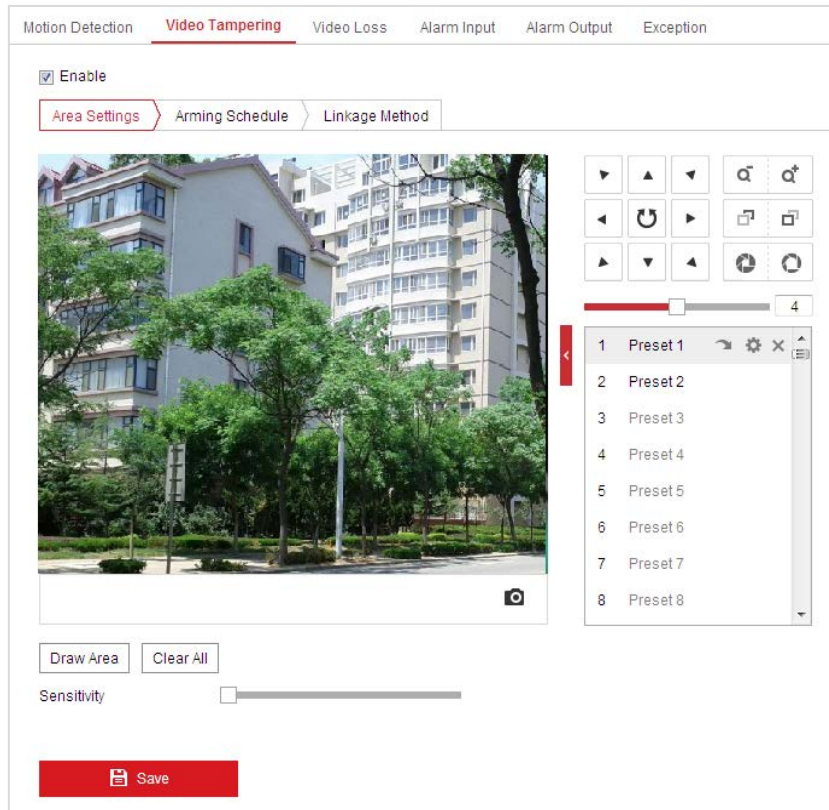 Motion Detection Video Tampering Video Loss Alarm Input Alarm Output Exception
Enable
Area Settings Arming Schedule Linkage Method
4
1 Preset 1
2 Preset 2
3 Preset 3
4 Preset 4
5 Preset 5
6 Preset 6
7 Preset 7
8 Preset 8
Draw Area Clear All
Sensitivity
Save